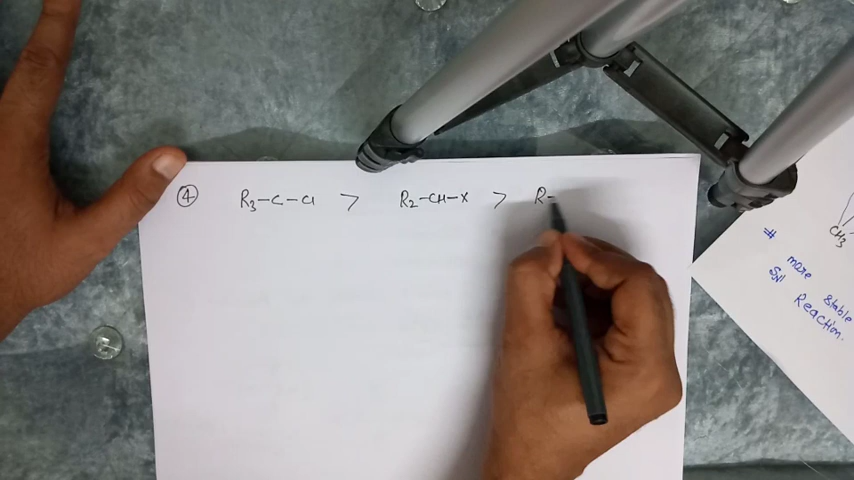 ④ R₃-C-Cl > R₂-CH-X > R-
CH₃
# more stable
SN1 Reaction.